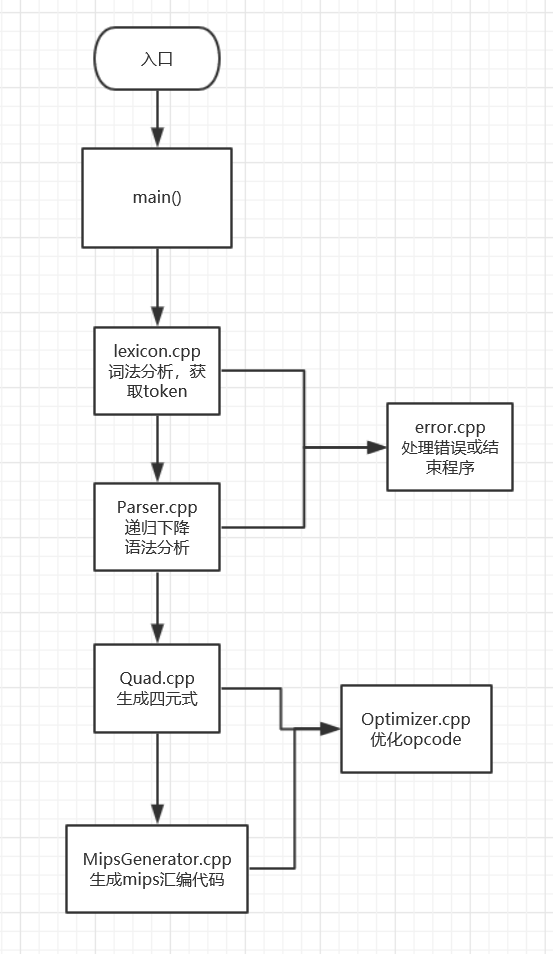 入口
main()
lexicon.cpp
词法分析，获
取token
error.cpp
处理错误或结
束程序
Parser.cpp
递归下降
语法分析
Quad.cpp
生成四元式
Optimizer.cpp
优化opcode
MipsGenerator.cpp
生成mips汇编代码